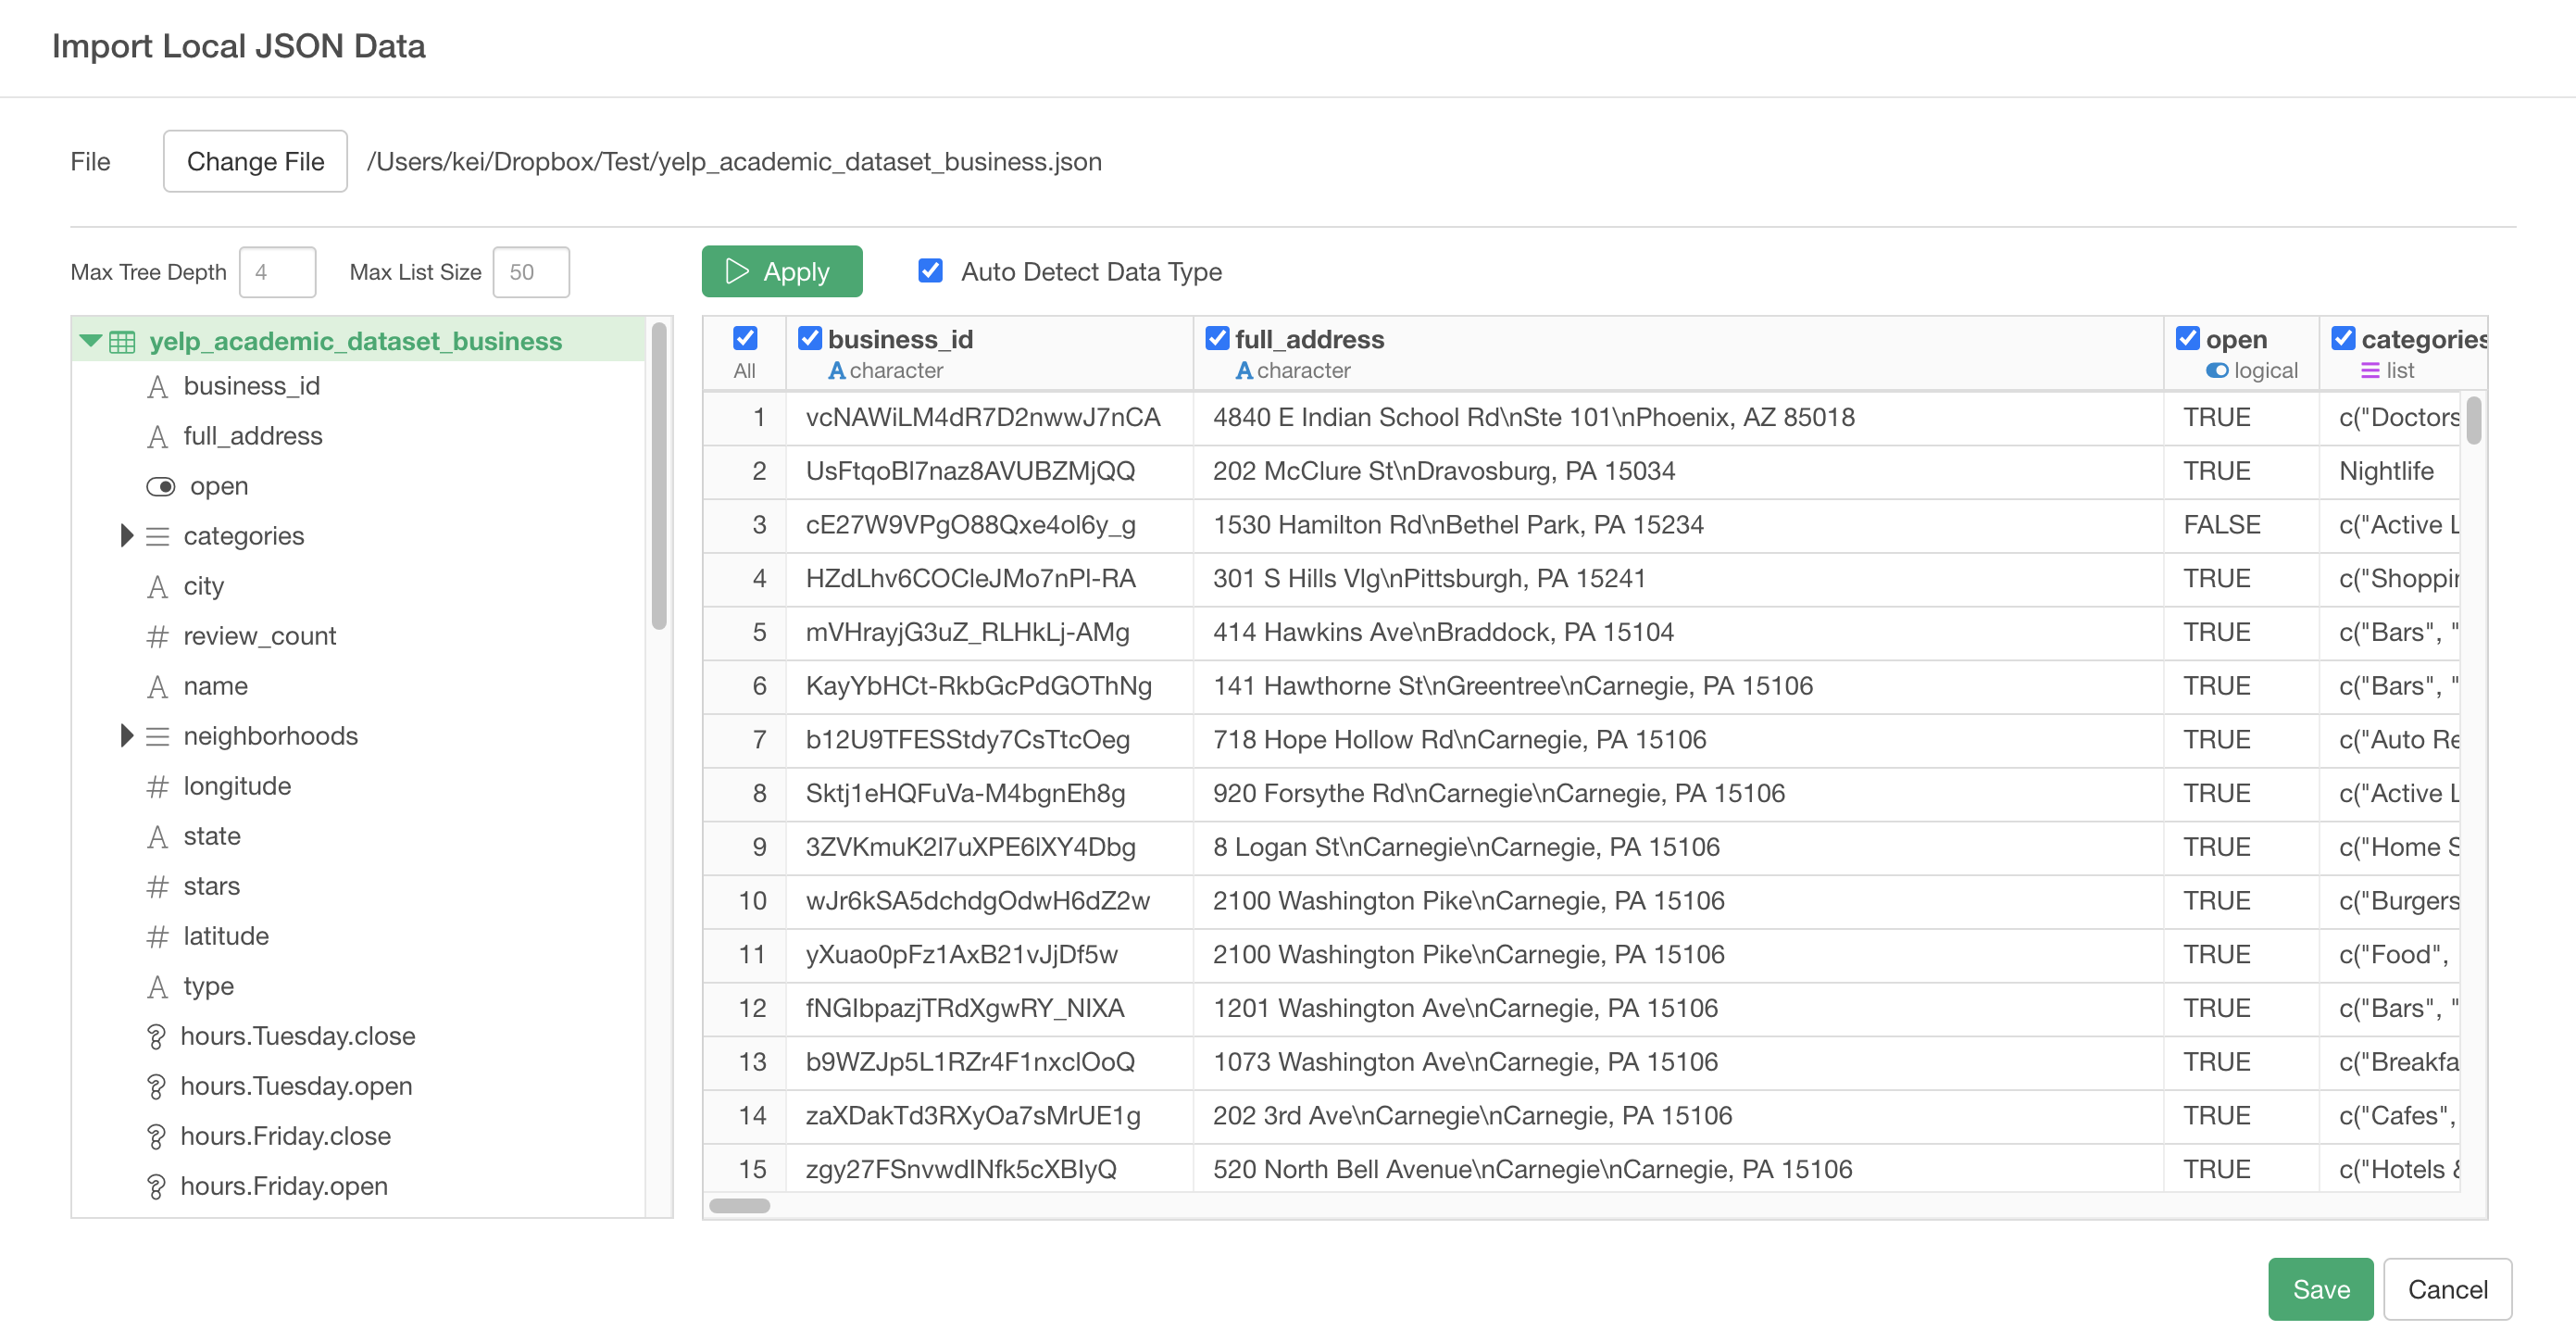 Import Local JSON Data
File Change File /Users/kei/Dropbox/Test/yelp_academic_dataset_business.json
Max Tree Depth 4 Max List Size 50 Apply Auto Detect Data Type
yelp_academic_dataset_business
business_id
full_address
open
categories
city
review_count
name
neighborhoods
longitude
state
stars
latitude
type
hours.Tuesday.close
hours.Tuesday.open
hours.Friday.close
hours.Friday.open
All business_id full_address open categories
character character logical list
1 vcNAWiLM4dR7D2nwwJ7nCA 4840 E Indian School Rd\nSte 101\nPhoenix, AZ 85018 TRUE c("Doctors
2 UsFtqoBl7naz8AVUBZMjQQ 202 McClure St\nDravosburg, PA 15034 TRUE Nightlife
3 cE27W9VPgO88Qxe4ol6y_g 1530 Hamilton Rd\nBethel Park, PA 15234 FALSE c("Active L
4 HZdLhv6COCleJMo7nPl-RA 301 S Hills Vlg\nPittsburgh, PA 15241 TRUE c("Shoppin
5 mVHrayjG3uZ_RLHkLj-AMg 414 Hawkins Ave\nBraddock, PA 15104 TRUE c("Bars", "
6 KayYbHCt-RkbGcPdGOThNg 141 Hawthorne St\nGreentree\nCarnegie, PA 15106 TRUE c("Bars", "
7 b12U9TFESStdy7CsTtcOeg 718 Hope Hollow Rd\nCarnegie, PA 15106 TRUE c("Auto Re
8 Sktj1eHQFuVa-M4bgnEh8g 920 Forsythe Rd\nCarnegie\nCarnegie, PA 15106 TRUE c("Active L
9 3ZVKmuK2l7uXPE6lXY4Dbg 8 Logan St\nCarnegie\nCarnegie, PA 15106 TRUE c("Home S
10 wJr6kSA5dchdgOdwH6dZ2w 2100 Washington Pike\nCarnegie, PA 15106 TRUE c("Burgers
11 yXuao0pFz1AxB21vJjDf5w 2100 Washington Pike\nCarnegie, PA 15106 TRUE c("Food",
12 fNGIbpazjTRdXgwRY_NIXA 1201 Washington Ave\nCarnegie, PA 15106 TRUE c("Bars", "
13 b9WZJp5L1RZr4F1nxclOoQ 1073 Washington Ave\nCarnegie, PA 15106 TRUE c("Breakfa
14 zaXDakTd3RXyOa7sMrUE1g 202 3rd Ave\nCarnegie\nCarnegie, PA 15106 TRUE c("Cafes",
15 zgy27FSnvwdINfk5cXBIyQ 520 North Bell Avenue\nCarnegie\nCarnegie, PA 15106 TRUE c("Hotels &
Save Cancel